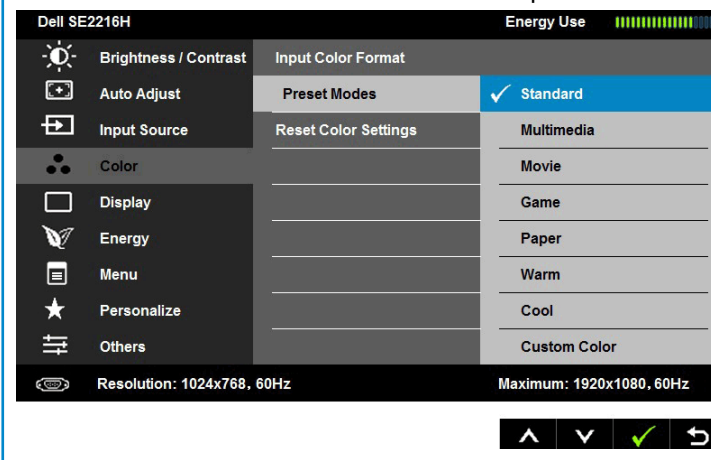 Dell SE2216H Energy Use
Brightness / Contrast Input Color Format
Auto Adjust Preset Modes Standard
Input Source Reset Color Settings Multimedia
Color Movie
Display Game
Energy Paper
Menu Warm
Personalize Cool
Others Custom Color
Resolution: 1024x768, 60Hz Maximum: 1920x1080, 60Hz